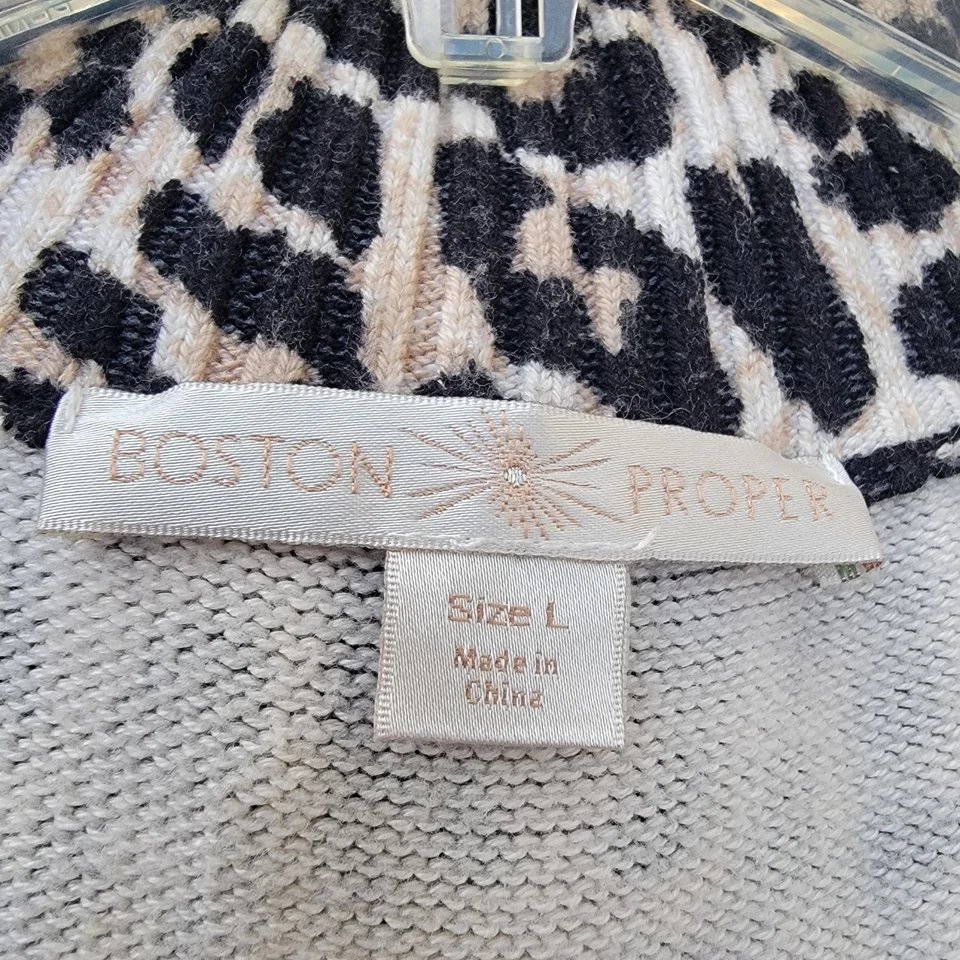 BOSTON PROPER
Size L
Made in
China